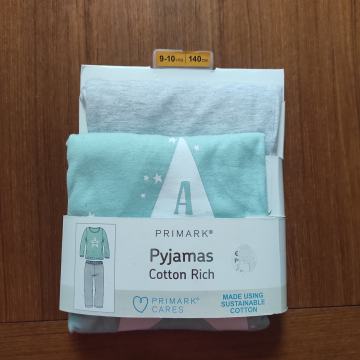 9-10 YRS 140 CM
A
PRIMARK®
Pyjamas
Cotton Rich
PRIMARK®
CARES
MADE USING
SUSTAINABLE
COTTON